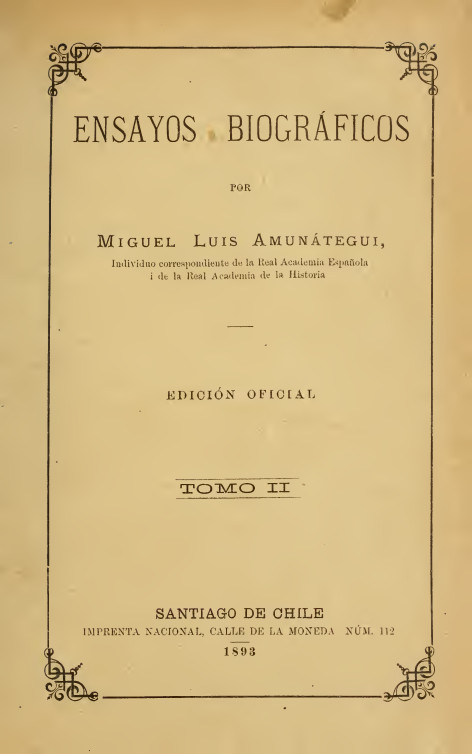 ENSAYOS BIOGRÁFICOS
POR
MIGUEL LUIS AMUNÁTEGUI,
Individuo correspondiente de la Real Academia Española
i de la Real Academia de la Historia
EDICIÓN OFICIAL
TOMO II
SANTIAGO DE CHILE
IMPRENTA NACIONAL, CALLE DE LA MONEDA NÚM. 112
1893